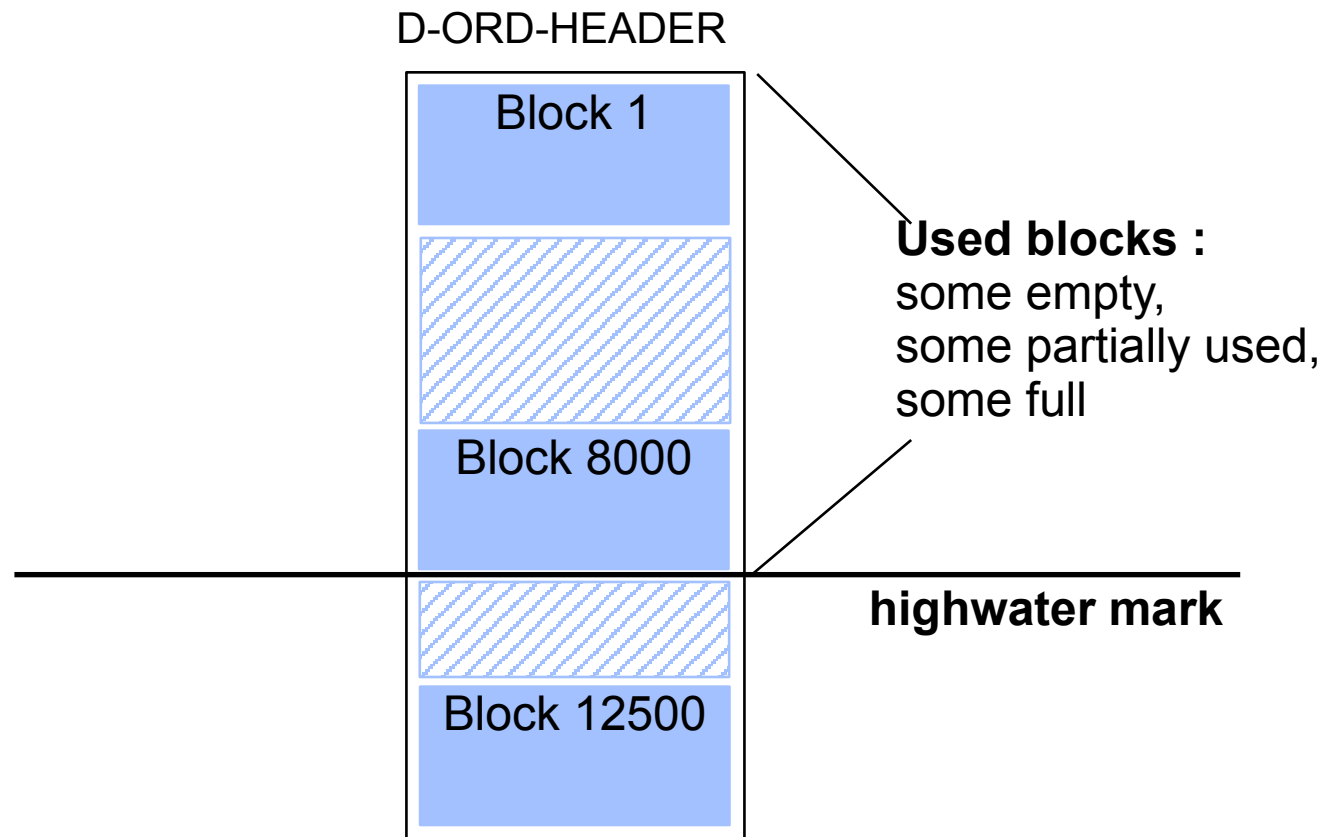 D-ORD-HEADER
Block 1
Used blocks :
some empty,
some partially used,
some full
Block 8000
highwater mark
Block 12500